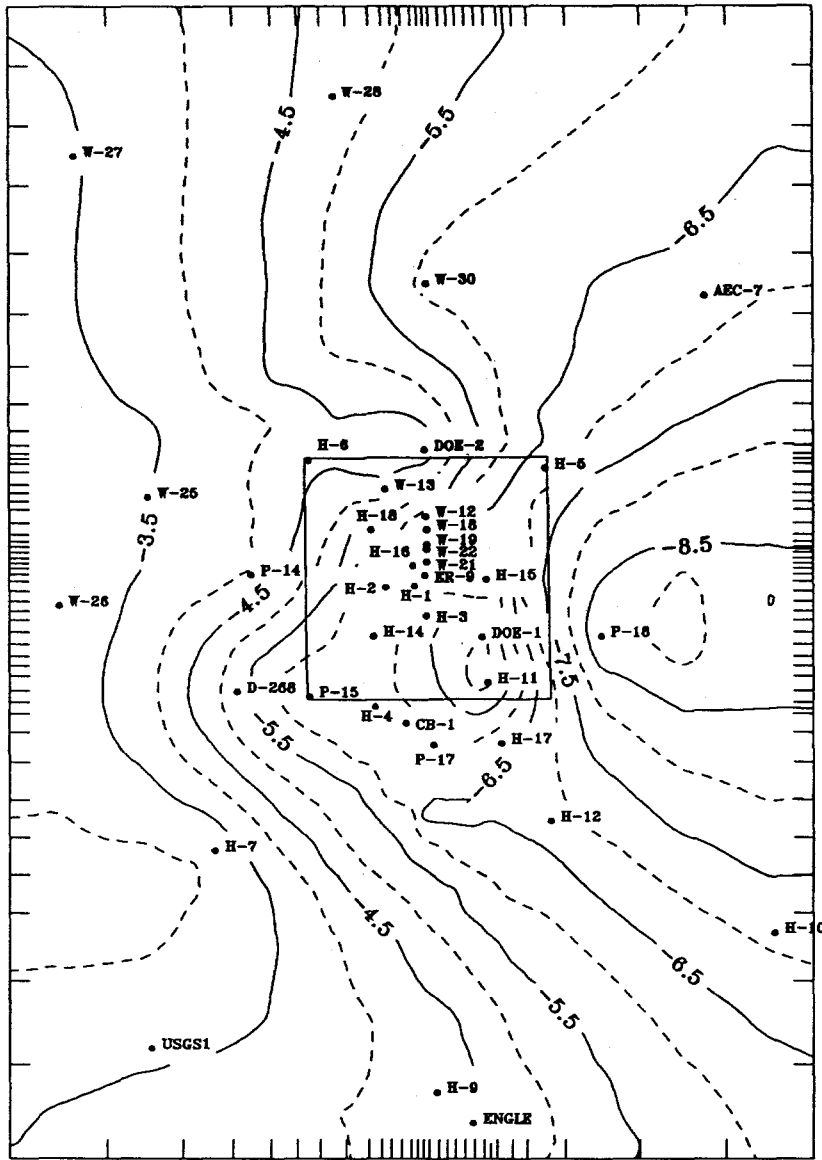 W-28
-4.5
-5.5
W-27
-6.5
W-30
AEC-7
H-6
DOE-2
H-5
W-13
W-25
-3.5
W-12
H-18
W-18
W-19
H-16
W-22
-8.5
W-21
P-14
ER-9
H-15
H-2
H-1
-4.5
W-26
H-3
H-14
DOE-1
P-18
-7.5
H-11
D-268
P-15
H-4
CB-1
-5.5
P-17
H-17
-6.5
H-12
H-7
-4.5
H-10
-6.5
-5.5
USGS1
H-9
ENGLE